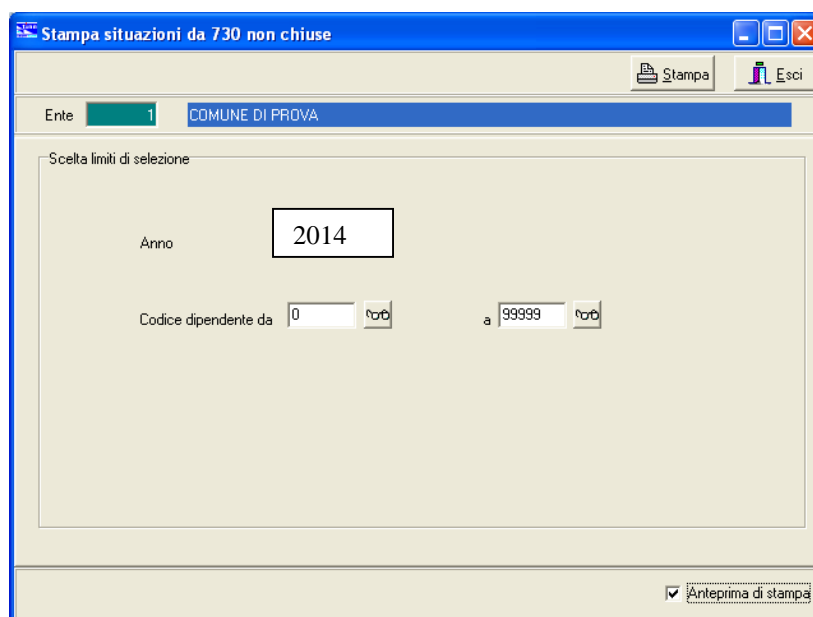 Stampa situazioni da 730 non chiuse
Stampa Esci
Ente 1 COMUNE DI PROVA
Scelta limiti di selezione
Anno 2014
Codice dipendente da 0 a 99999
Anteprima di stampa